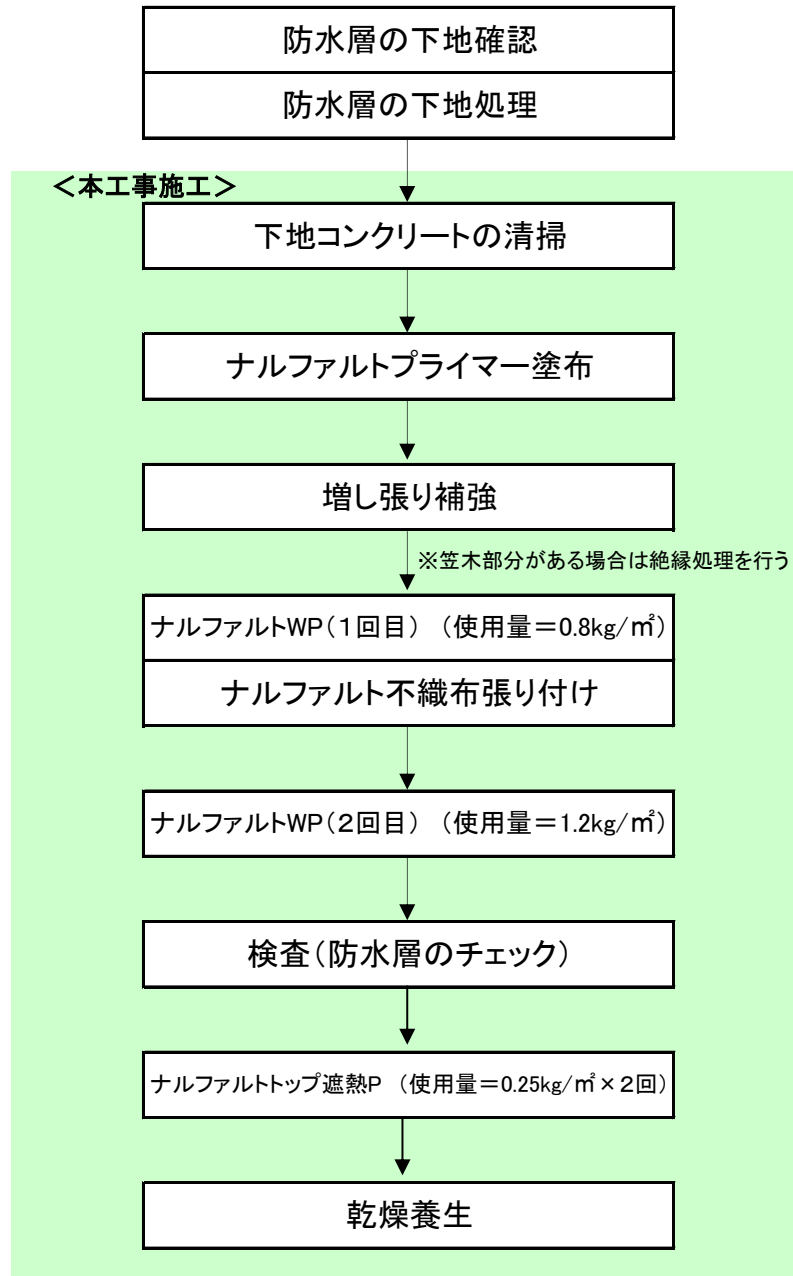 防水層の下地確認
防水層の下地処理
＜本工事施工＞
下地コンクリートの清掃
ナルファルトプライマー塗布
増し張り補強
※笠木部分がある場合は絶縁処理を行う
ナルファルトWP（１回目）　（使用量＝0.8kg/㎡）
ナルファルト不織布張り付け
ナルファルトWP（２回目）　（使用量＝1.2kg/㎡）
検査（防水層のチェック）
ナルファルトトップ遮熱P　（使用量＝0.25kg/㎡×２回）
乾燥養生